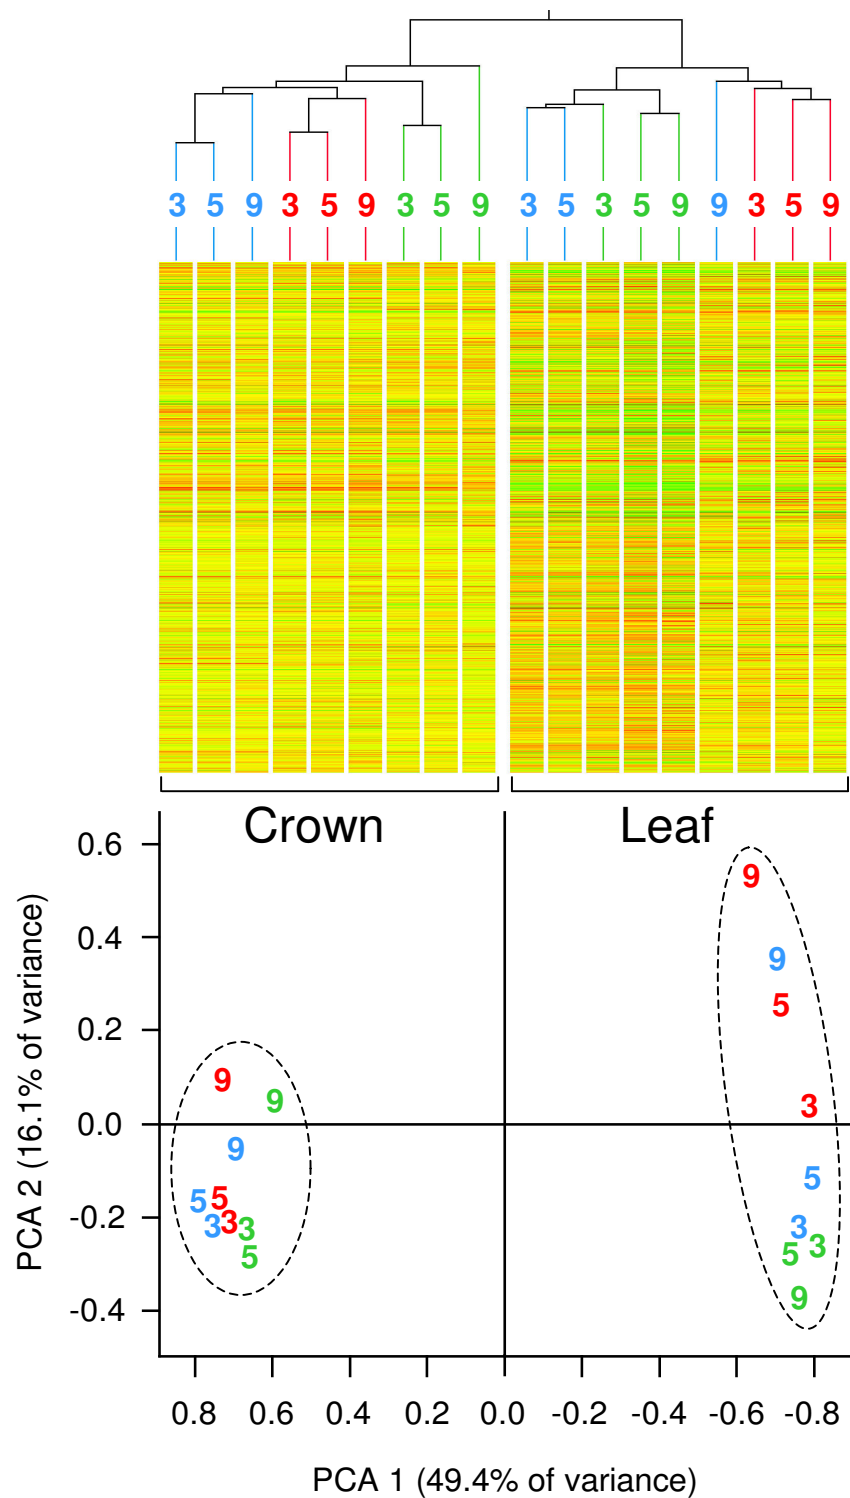 3 5 9 3 5 9 3 5 9 3 5 3 5 9 9 3 5 9
Crown Leaf
0.6
9
0.4
9
5
0.2
9
9
3
0.0
9
5
5 5
-0.2
3 3 3 3
5 5 3
9
-0.4
0.8 0.6 0.4 0.2 0.0 -0.2 -0.4 -0.6 -0.8
PCA 1 (49.4% of variance)
PCA 2 (16.1% of variance)